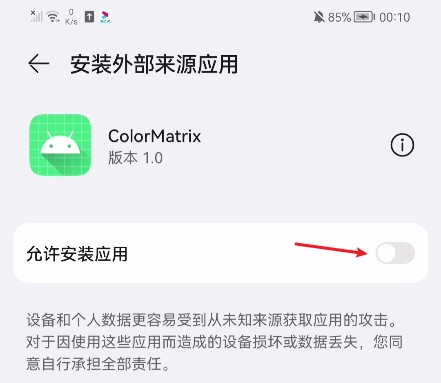 0
K/s
85%
00:10
安装外部来源应用
ColorMatrix
版本 1.0
允许安装应用
设备和个人数据更容易受到从未知来源获取应用的攻击。
对于因使用这些应用而造成的设备损坏或数据丢失，您同
意自行承担全部责任。